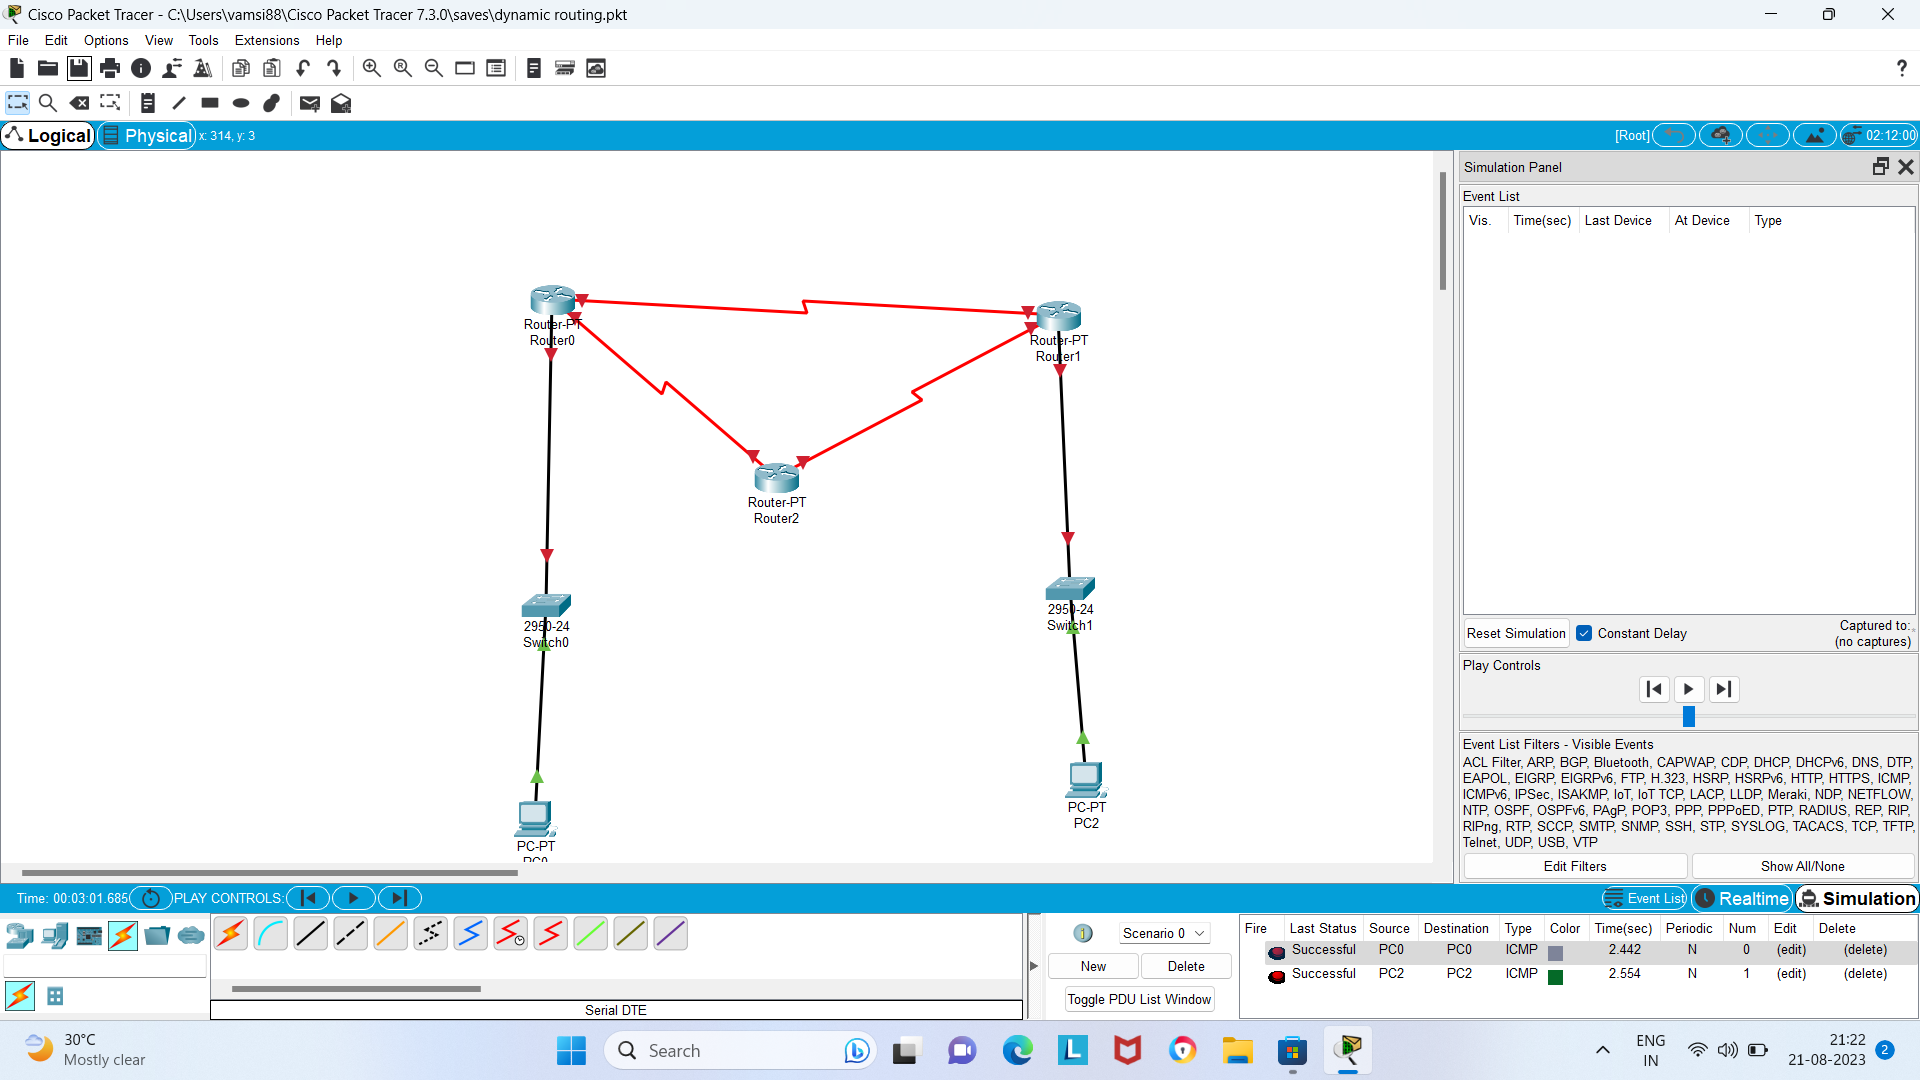 Cisco Packet Tracer - C:\Users\vamsi88\Cisco Packet Tracer 7.3.0\saves\dynamic routing.pkt
File Edit Options View Tools Extensions Help
?
Logical Physical x: 314, y: 3 [Root] 02:12:00
Simulation Panel
Event List
Vis. Time(sec) Last Device At Device Type
Router-PT
Router0
Router-PT
Router1
Router-PT
Router2
2950-24
Switch0
2950-24
Switch1
PC-PT
PC0
PC-PT
PC2
Reset Simulation Constant Delay Captured to:
(no captures)
Play Controls
Event List Filters - Visible Events
ACL Filter, ARP, BGP, Bluetooth, CAPWAP, CDP, DHCP, DHCPv6, DNS, DTP,
EAPOL, EIGRP, EIGRPv6, FTP, H.323, HSRP, HSRPv6, HTTP, HTTPS, ICMP,
ICMPv6, IPSec, ISAKMP, IoT, IoT TCP, LACP, LLDP, Meraki, NDP, NETFLOW,
NTP, OSPF, OSPFv6, PAgP, POP3, PPP, PPPoED, PTP, RADIUS, REP, RIP,
RIPng, RTP, SCCP, SMTP, SNMP, SSH, STP, SYSLOG, TACACS, TCP, TFTP,
Telnet, UDP, USB, VTP
Edit Filters Show All/None
Time: 00:03:01.685 PLAY CONTROLS: Event List Realtime Simulation
Scenario 0
New Delete
Toggle PDU List Window
Fire Last Status Source Destination Type Color Time(sec) Periodic Num Edit Delete
Successful PC0 PC0 ICMP 2.442 N 0 (edit) (delete)
Successful PC2 PC2 ICMP 2.554 N 1 (edit) (delete)
Serial DTE
30°C
Mostly clear
Search
ENG
IN
21:22
21-08-2023
2